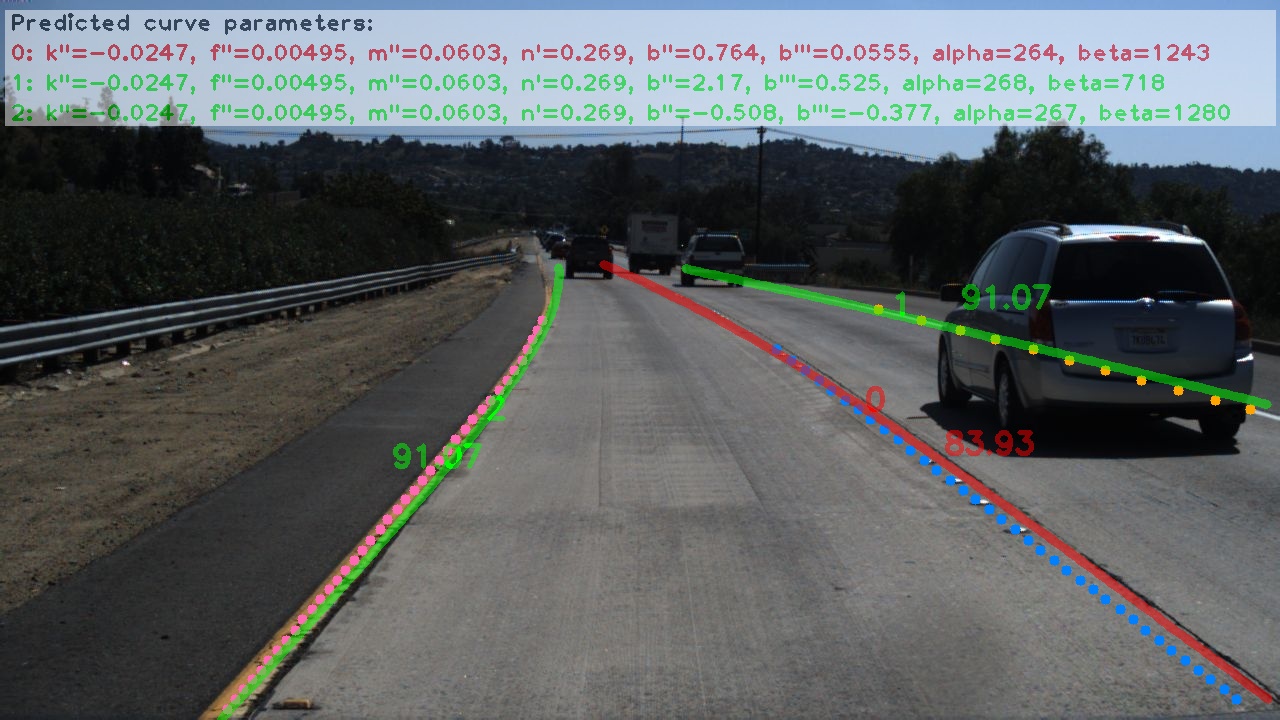 Predicted curve parameters:
0: k''=-0.0247, f''=0.00495, m''=0.0603, n'=0.269, b''=0.764, b'''=0.0555, alpha=264, beta=1243
1: k''=-0.0247, f''=0.00495, m''=0.0603, n'=0.269, b''=2.17, b'''=0.525, alpha=268, beta=718
2: k''=-0.0247, f''=0.00495, m''=0.0603, n'=0.269, b''=-0.508, b'''=-0.377, alpha=267, beta=1280
1 91.07
0
2
83.93
91.07